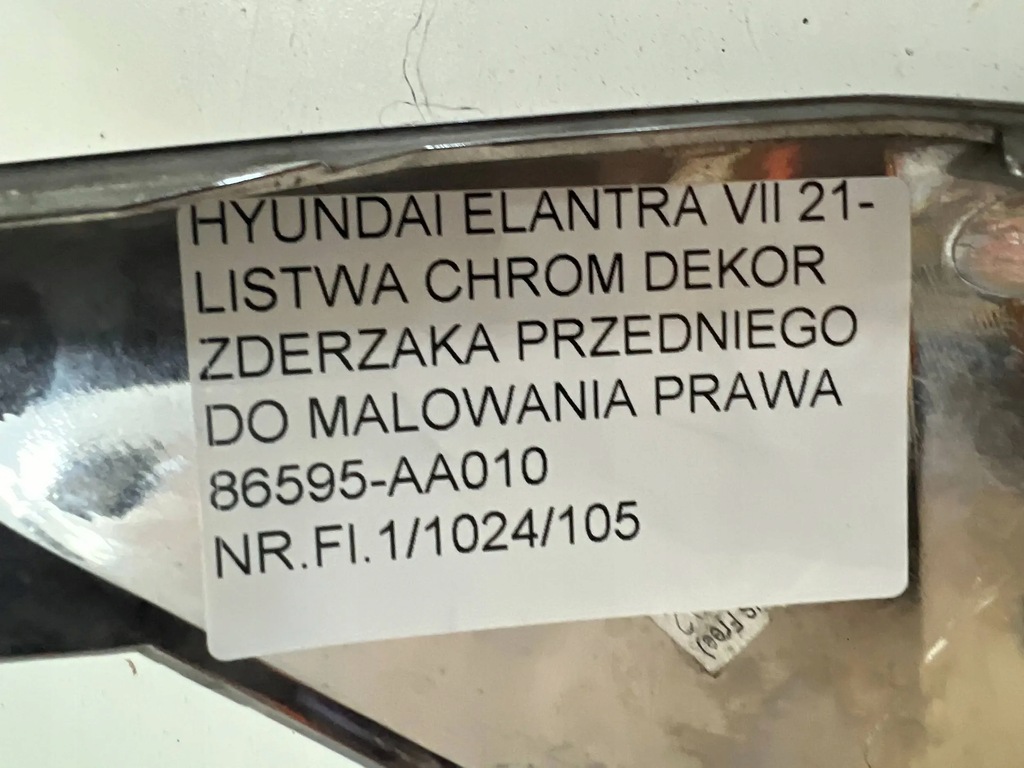 HYUNDAI ELANTRA VII 21-
LISTWA CHROM DEKOR
ZDERZAKA PRZEDNIEGO
DO MALOWANIA PRAWA
86595-AA010
NR.FI.1/1024/105
Free)